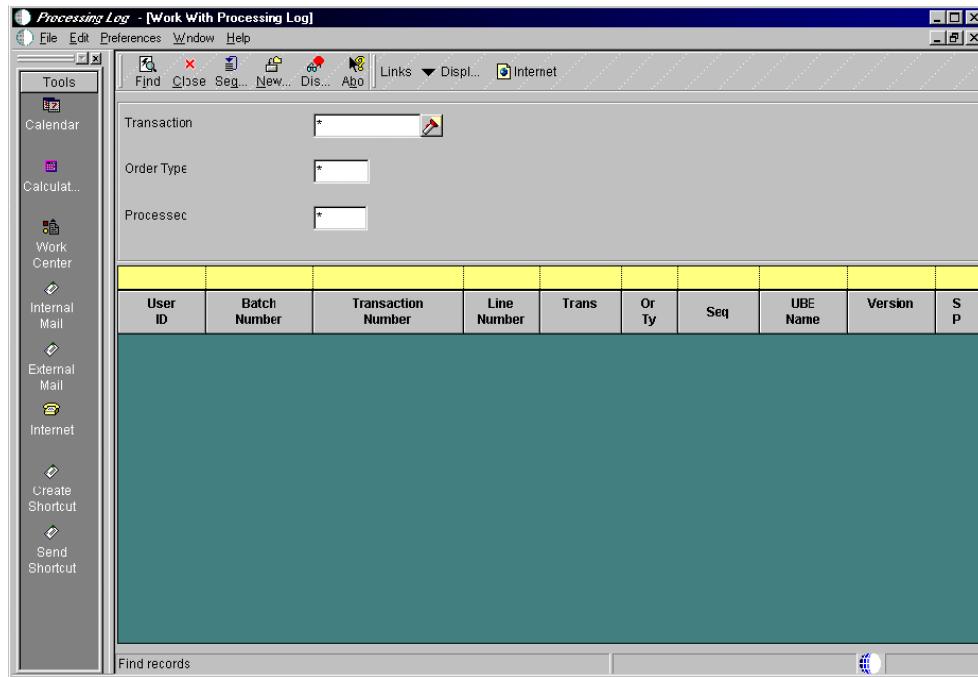 Processing Log - [Work With Processing Log]
File Edit Preferences Window Help
Tools
Calendar
Calculat...
Work
Center
Internal
Mail
External
Mail
Internet
Create
Shortcut
Send
Shortcut
Find Close Seq... New... Dis... Abo Links Displ... Internet
Transaction *
Order Type *
Processec *
User
ID
Batch
Number
Transaction
Number
Line
Number
Trans
Or
Ty
Seq
UBE
Name
Version
S
P
Find records